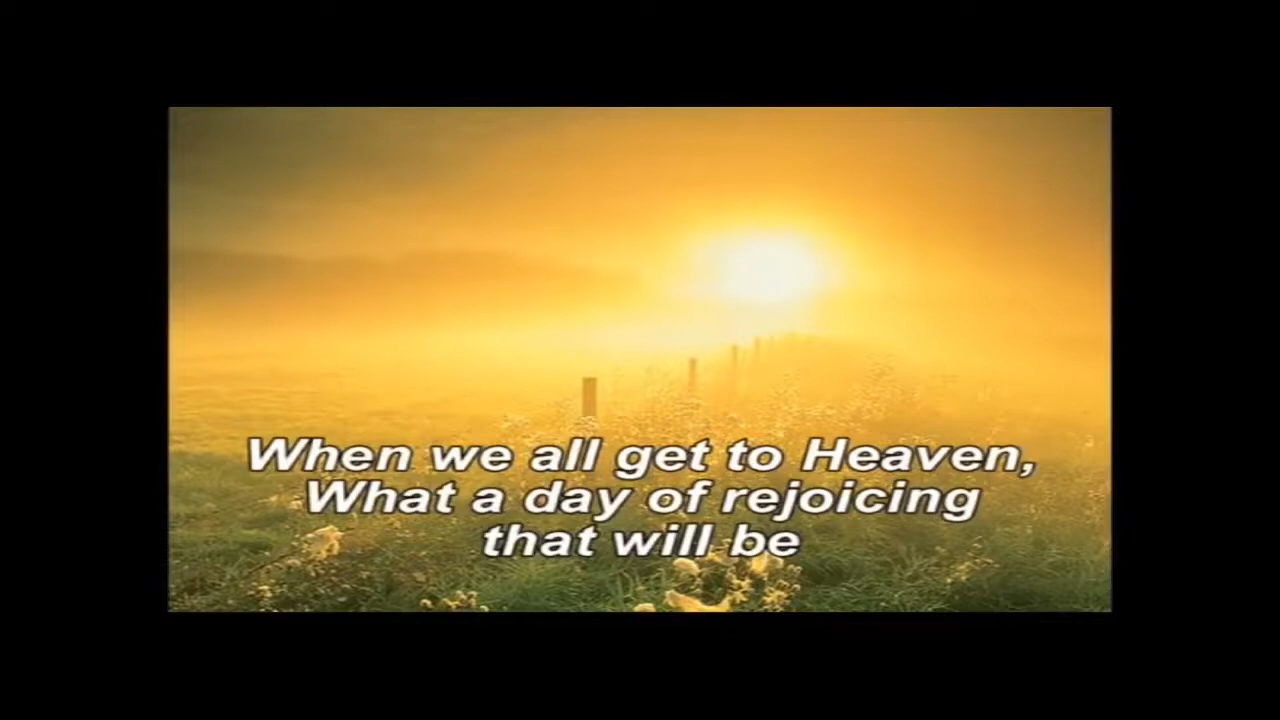 When we all get to Heaven,
What a day of rejoicing
that will be